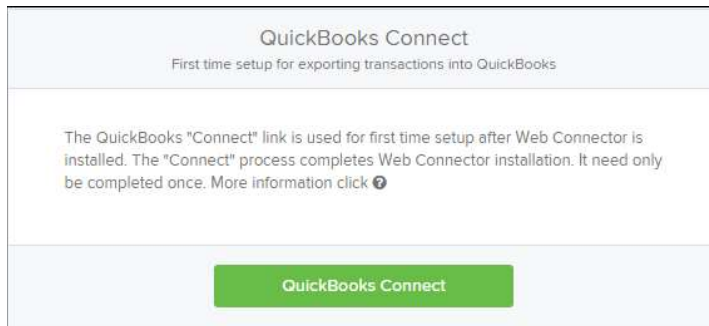 QuickBooks Connect
First time setup for exporting transactions into QuickBooks
The QuickBooks "Connect" link is used for first time setup after Web Connector is
installed. The "Connect" process completes Web Connector installation. It need only
be completed once. More information click ?
QuickBooks Connect